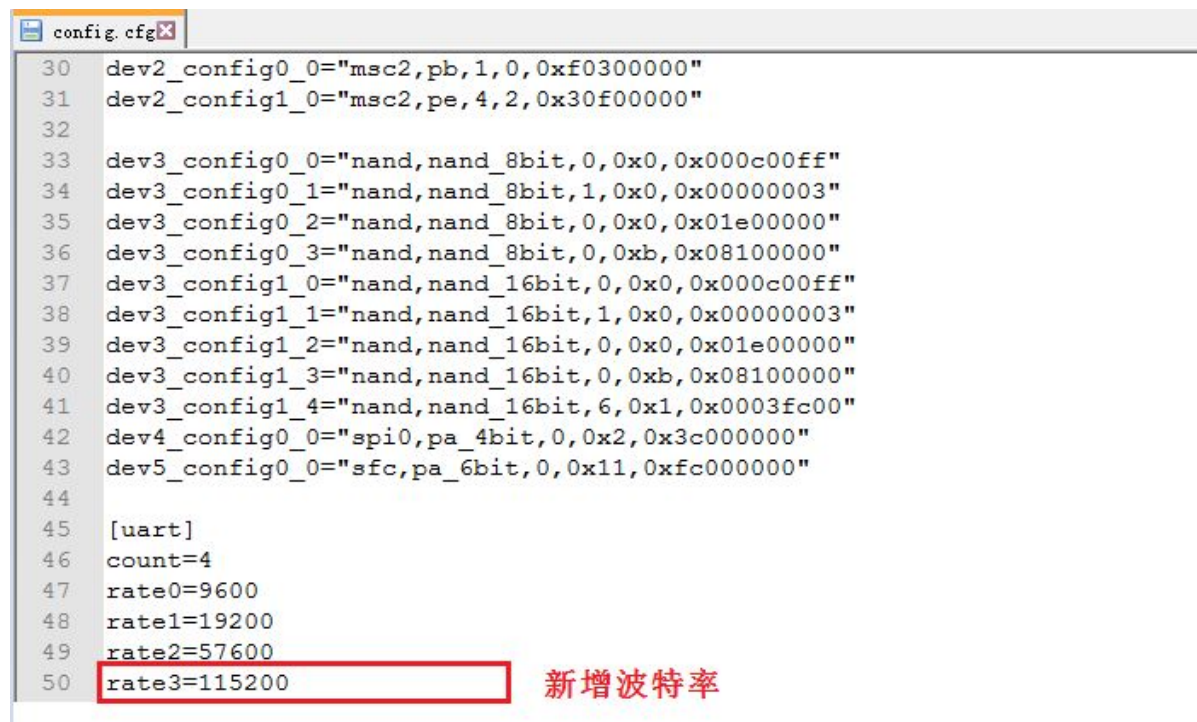 config.cfg
30 dev2_config0_0="msc2,pb,1,0,0xf0300000"
31 dev2_config1_0="msc2,pe,4,2,0x30f00000"
32
33 dev3_config0_0="nand,nand_8bit,0,0x0,0x000c00ff"
34 dev3_config0_1="nand,nand_8bit,1,0x0,0x00000003"
35 dev3_config0_2="nand,nand_8bit,0,0x0,0x01e00000"
36 dev3_config0_3="nand,nand_8bit,0,0xb,0x08100000"
37 dev3_config1_0="nand,nand_16bit,0,0x0,0x000c00ff"
38 dev3_config1_1="nand,nand_16bit,1,0x0,0x00000003"
39 dev3_config1_2="nand,nand_16bit,0,0x0,0x01e00000"
40 dev3_config1_3="nand,nand_16bit,0,0xb,0x08100000"
41 dev3_config1_4="nand,nand_16bit,6,0x1,0x0003fc00"
42 dev4_config0_0="spi0,pa_4bit,0,0x2,0x3c000000"
43 dev5_config0_0="sfc,pa_6bit,0,0x11,0xfc000000"
44
45 [uart]
46 count=4
47 rate0=9600
48 rate1=19200
49 rate2=57600
50 rate3=115200 新增波特率